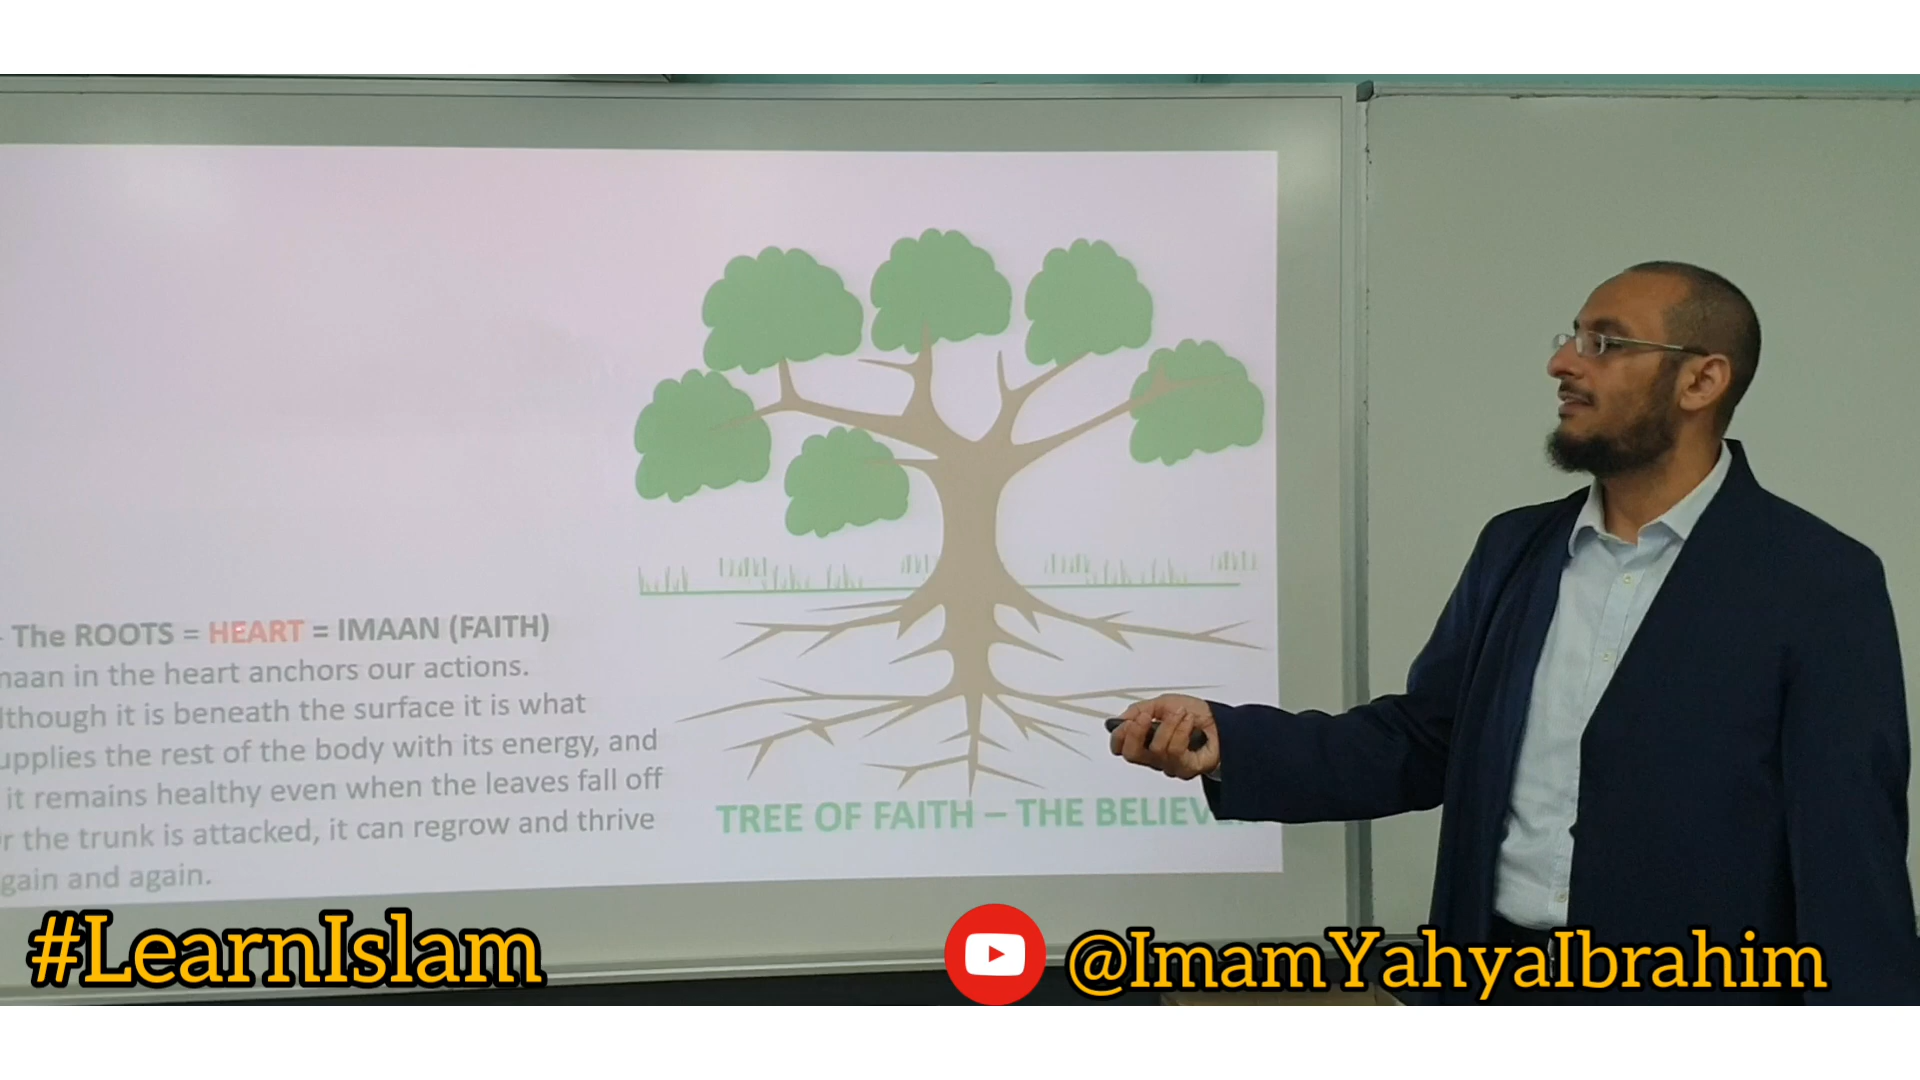 - The ROOTS = HEART = IMAAN (FAITH)
maan in the heart anchors our actions.
lthough it is beneath the surface it is what
upplies the rest of the body with its energy, and
it remains healthy even when the leaves fall off
r the trunk is attacked, it can regrow and thrive
gain and again.
TREE OF FAITH – THE BELIEVE
#LearnIslam
@ImamYahyaIbrahim